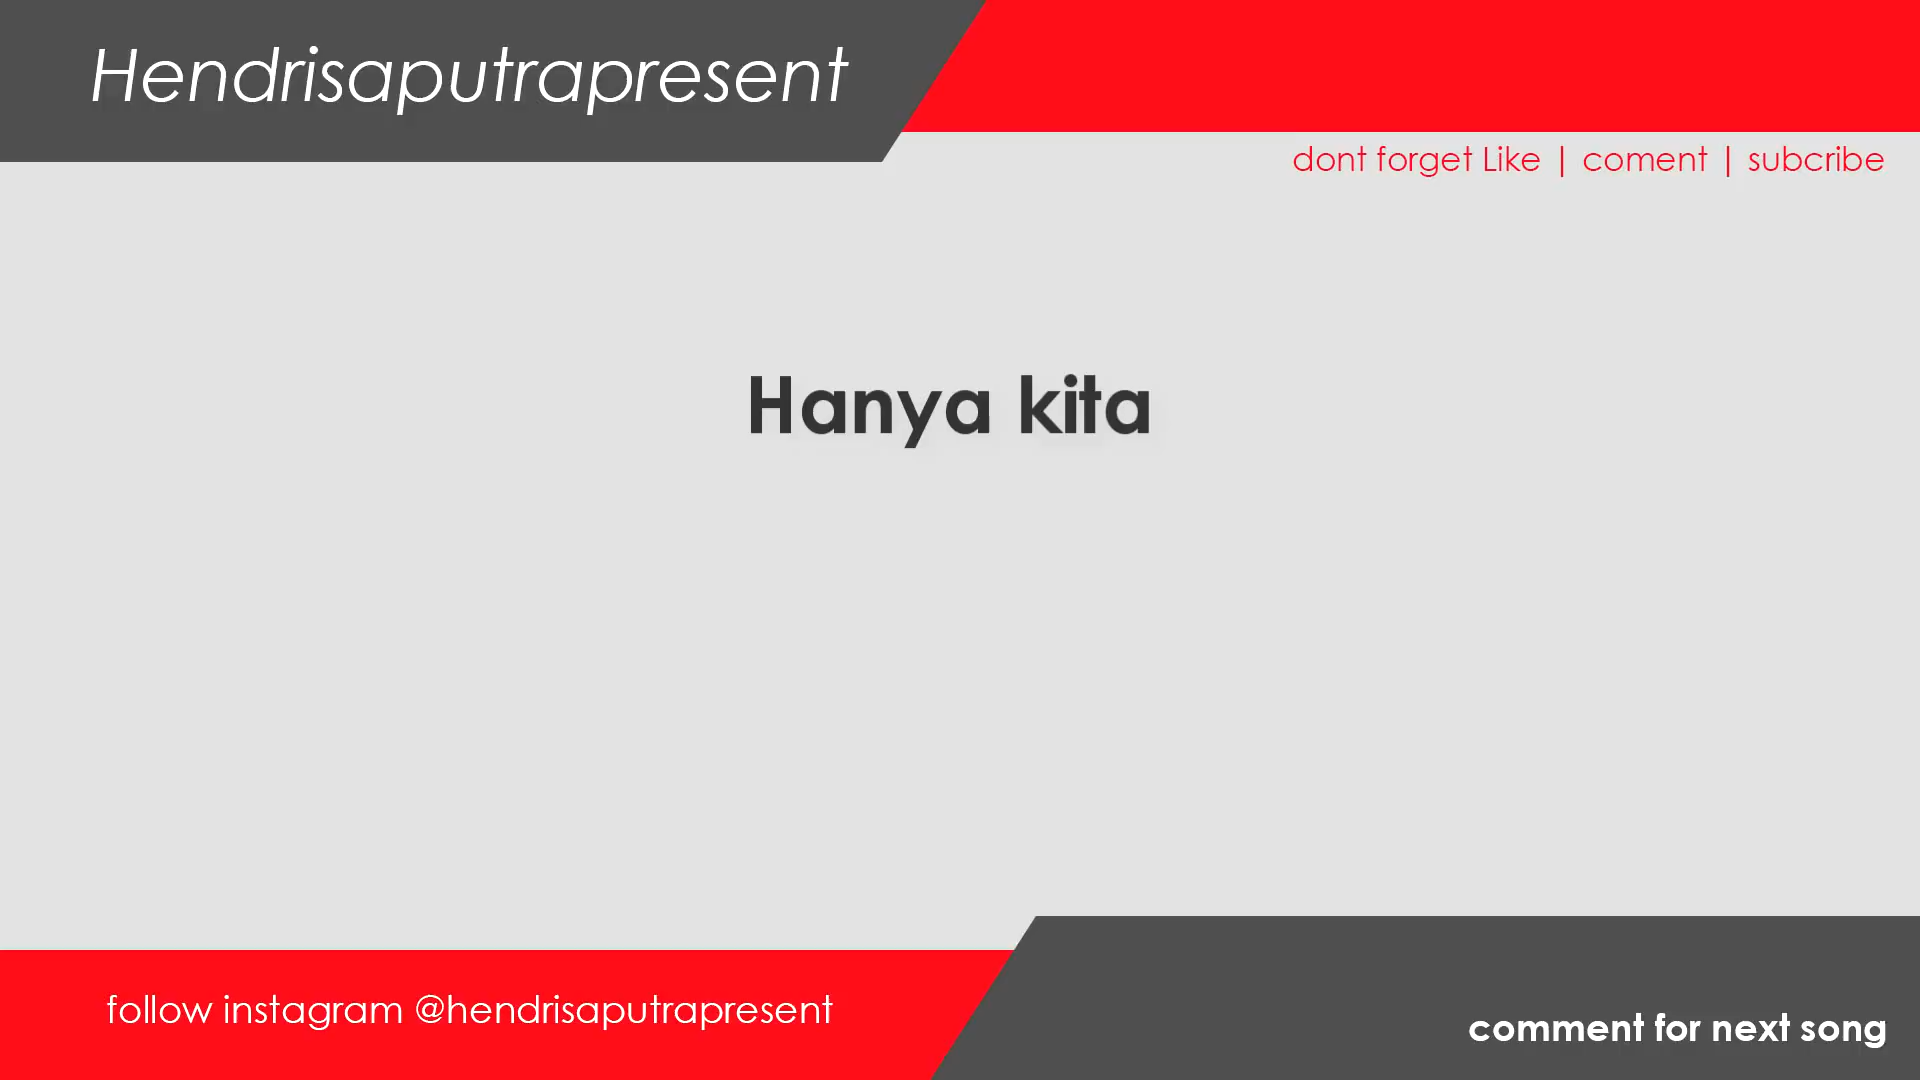 Hendrisaputrapresent
dont forget Like | coment | subcribe
Hanya kita
follow instagram @hendrisaputrapresent
comment for next song